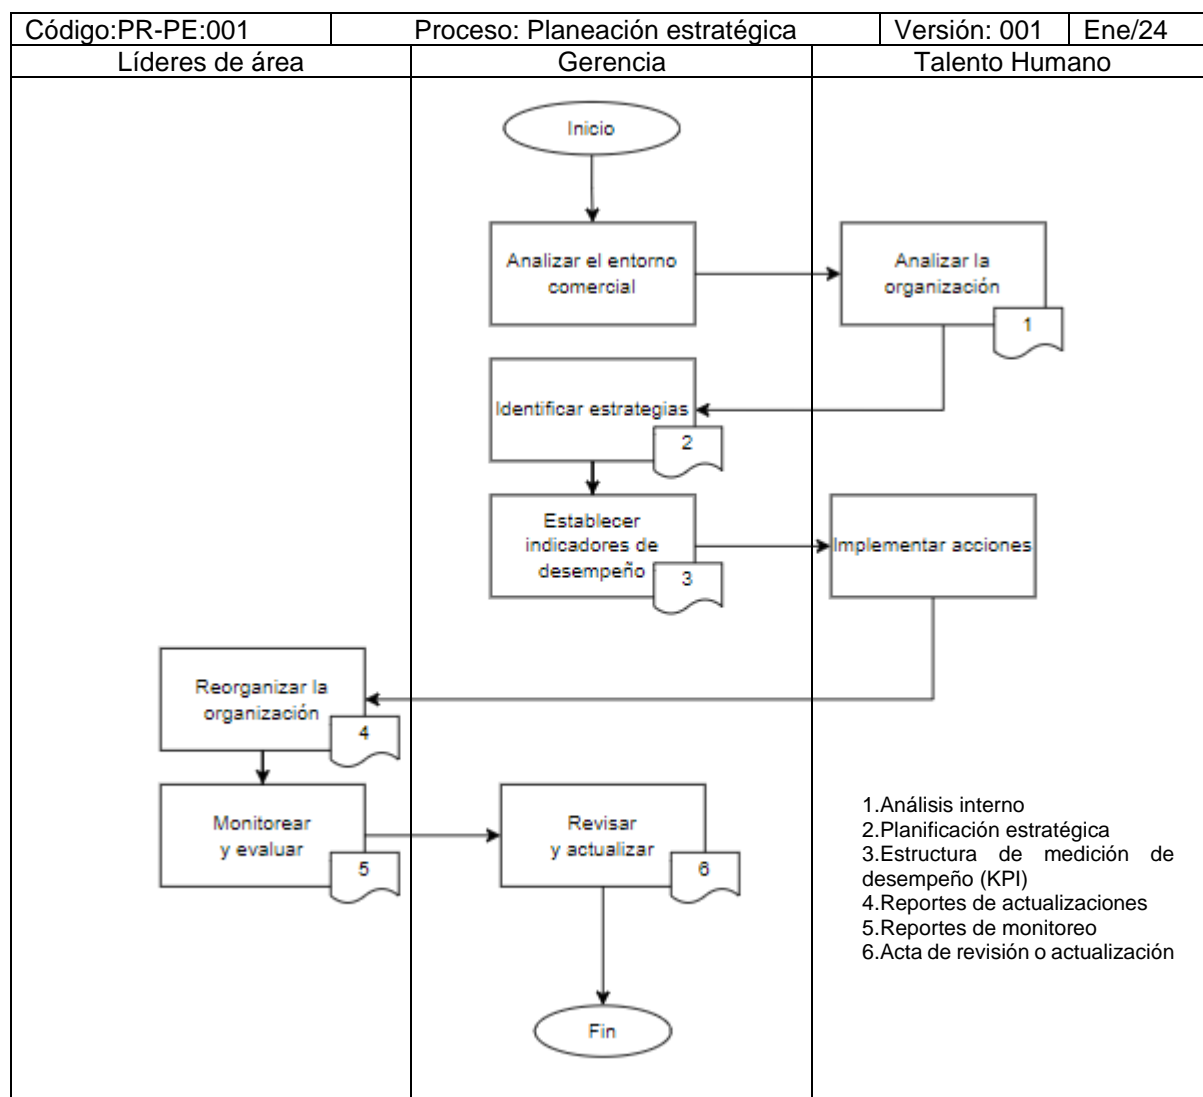 Código:PR-PE:001 Proceso: Planeación estratégica Versión: 001 Ene/24
Líderes de área Gerencia Talento Humano
Inicio
Analizar el entorno
comercial
Analizar la
organización
1
Identificar estrategias
2
Establecer
indicadores de
desempeño
3
Implementar acciones
Reorganizar la
organización
4
Monitorear
y evaluar
5
Revisar
y actualizar
6
1.Análisis interno
2.Planificación estratégica
3.Estructura de medición de
desempeño (KPI)
4.Reportes de actualizaciones
5.Reportes de monitoreo
6.Acta de revisión o actualización
Fin